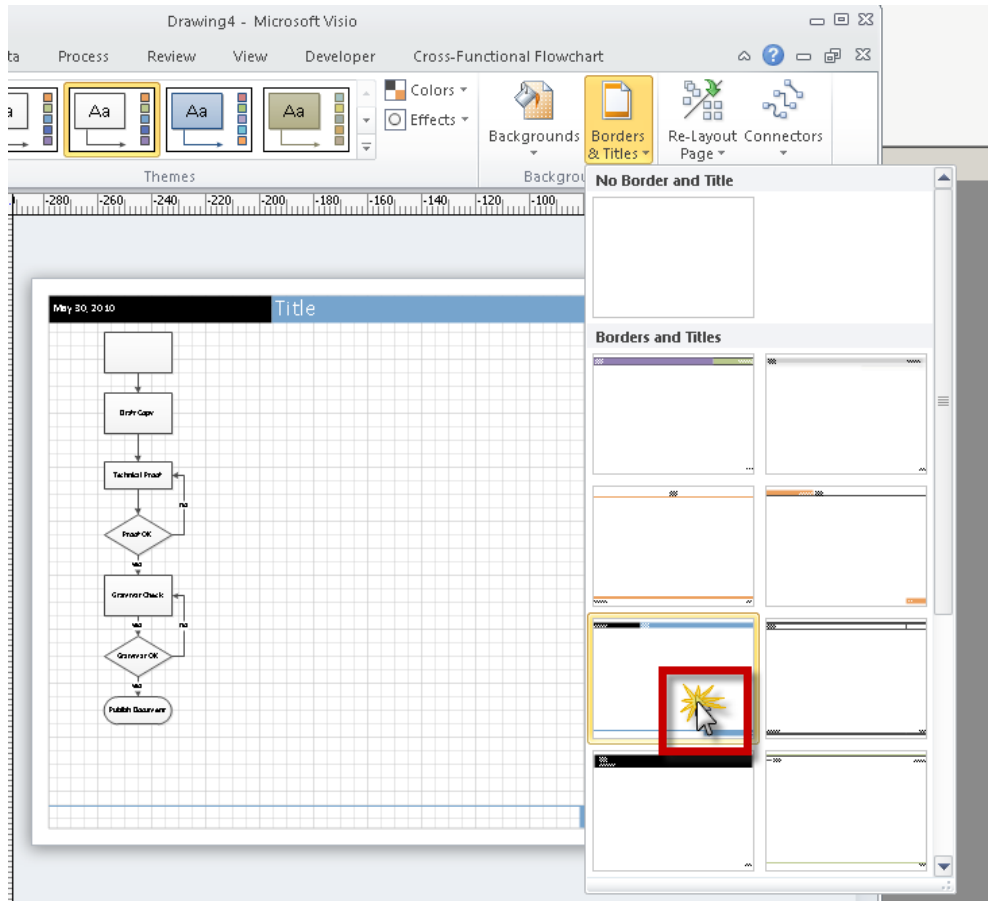 Drawing4 - Microsoft Visio
ta Process Review View Developer Cross-Functional Flowchart
Aa Aa Aa
Colors
Effects
Backgrounds
Borders & Titles
Re-Layout Page
Connectors
Themes
Backgrou
-280 -260 -240 -220 -200 -180 -160 -140 -120 -100
No Border and Title
Borders and Titles
May 30, 2010
Title
First Copy
Technical Proof
no
Proof OK
yes
Grammar Check
yes
no
Grammar OK
yes
Publish Document